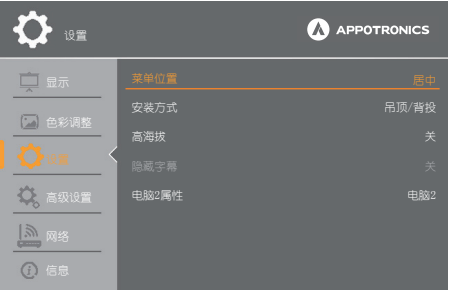 设置
APPOTRONICS
显示
色彩调整
设置
高级设置
网络
信息
菜单位置 居中
安装方式 吊顶/背投
高海拔 关
隐藏字幕 关
电脑2属性 电脑2